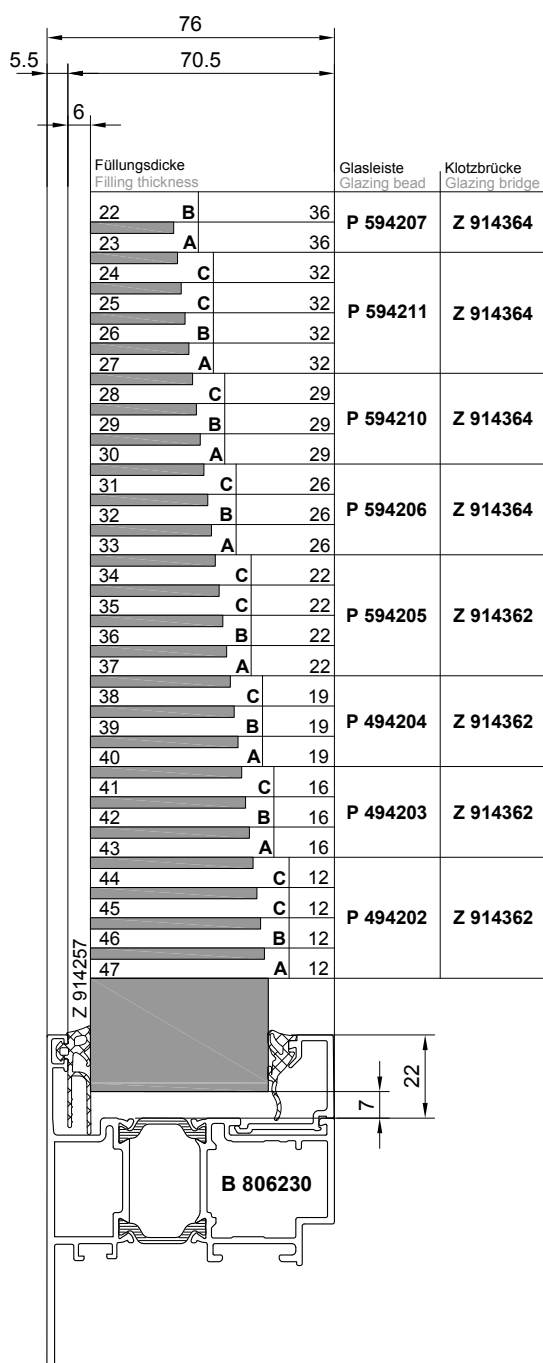 76
5.5 70.5
6
Füllungsdicke Glasleiste Klotzbrücke
Filling thickness Glazing bead Glazing bridge
22 B 36
P 594207 Z 914364
23 A 36
24 C 32
25 C 32
P 594211 Z 914364
26 B 32
27 A 32
28 C 29
29 B 29
P 594210 Z 914364
30 A 29
31 C 26
32 B 26
P 594206 Z 914364
33 A 26
34 C 22
35 C 22
P 594205 Z 914362
36 B 22
37 A 22
38 C 19
39 B 19
P 494204 Z 914362
40 A 19
41 C 16
42 B 16
P 494203 Z 914362
43 A 16
44 C 12
45 C 12
P 494202 Z 914362
46 B 12
47 A 12
Z 914257
22
7
B 806230